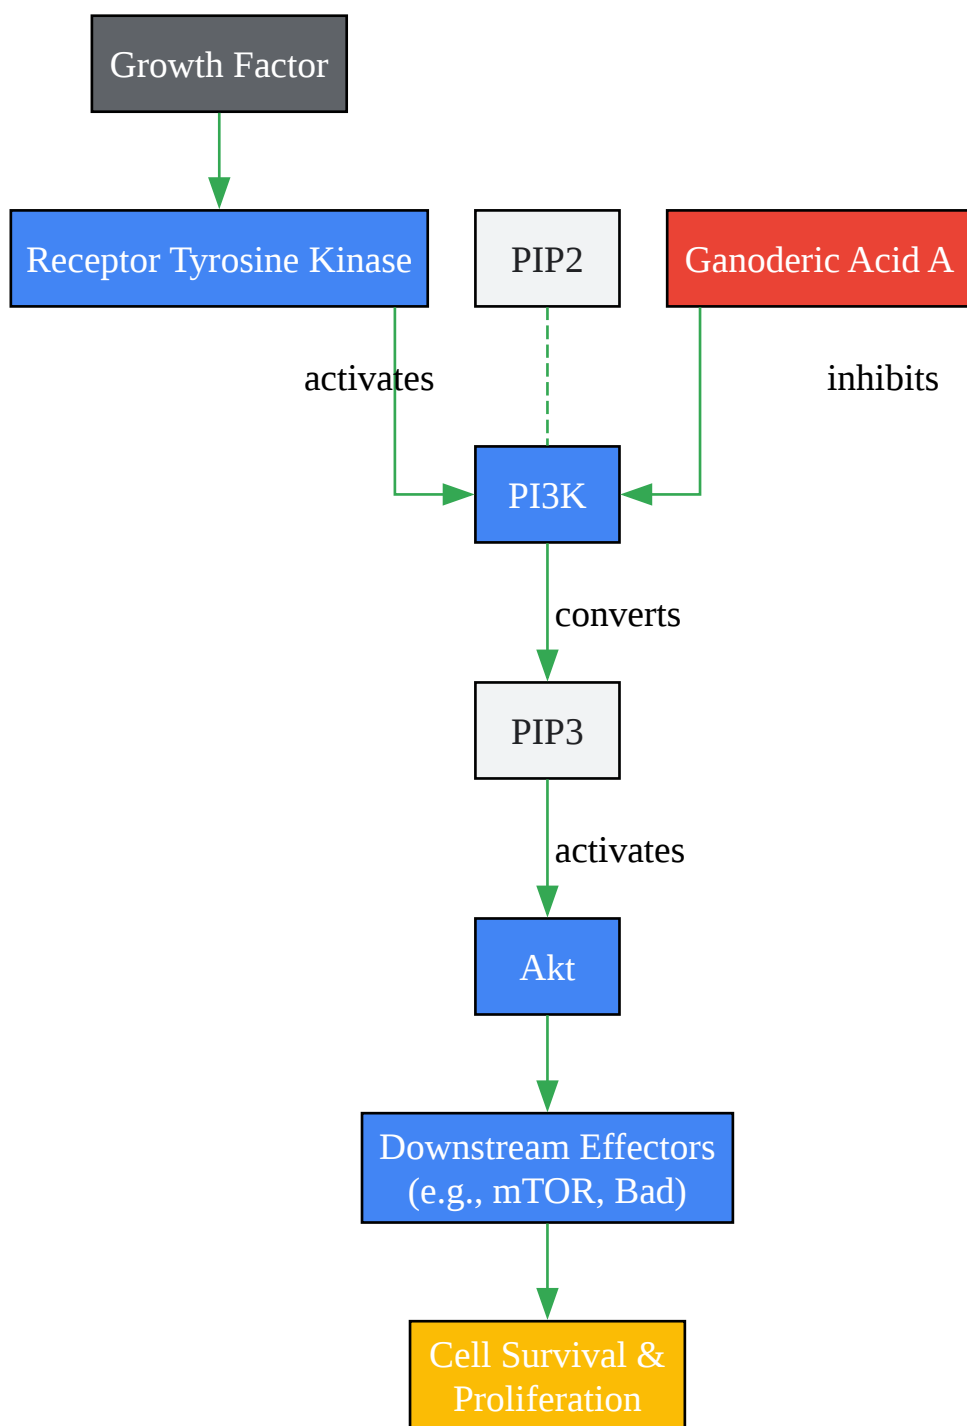 Growth Factor
Receptor Tyrosine Kinase
PIP2
Ganoderic Acid A
activates
inhibits
PI3K
converts
PIP3
activates
Akt
Downstream Effectors
(e.g., mTOR, Bad)
Cell Survival &
Proliferation